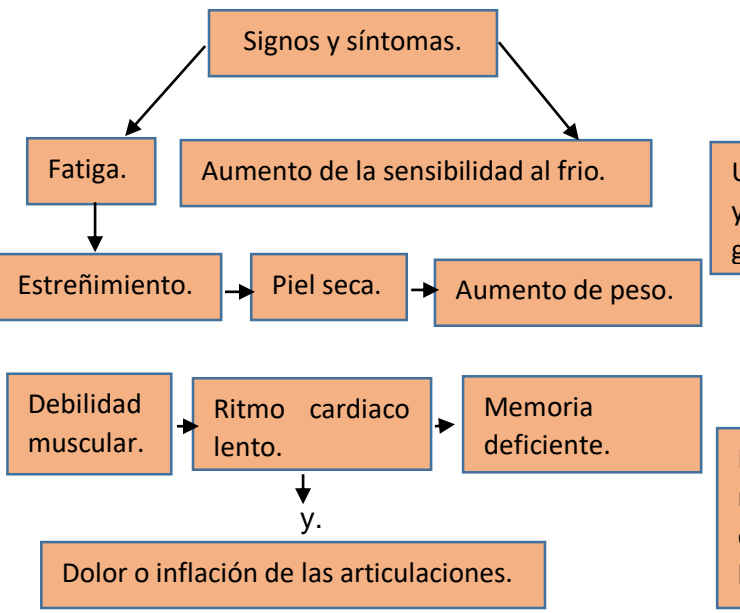 Signos y síntomas.
Fatiga.
Aumento de la sensibilidad al frio.
Estreñimiento.
Piel seca.
Aumento de peso.
Debilidad
muscular.
Ritmo cardiaco
lento.
Memoria
deficiente.
y.
Dolor o inflación de las articulaciones.